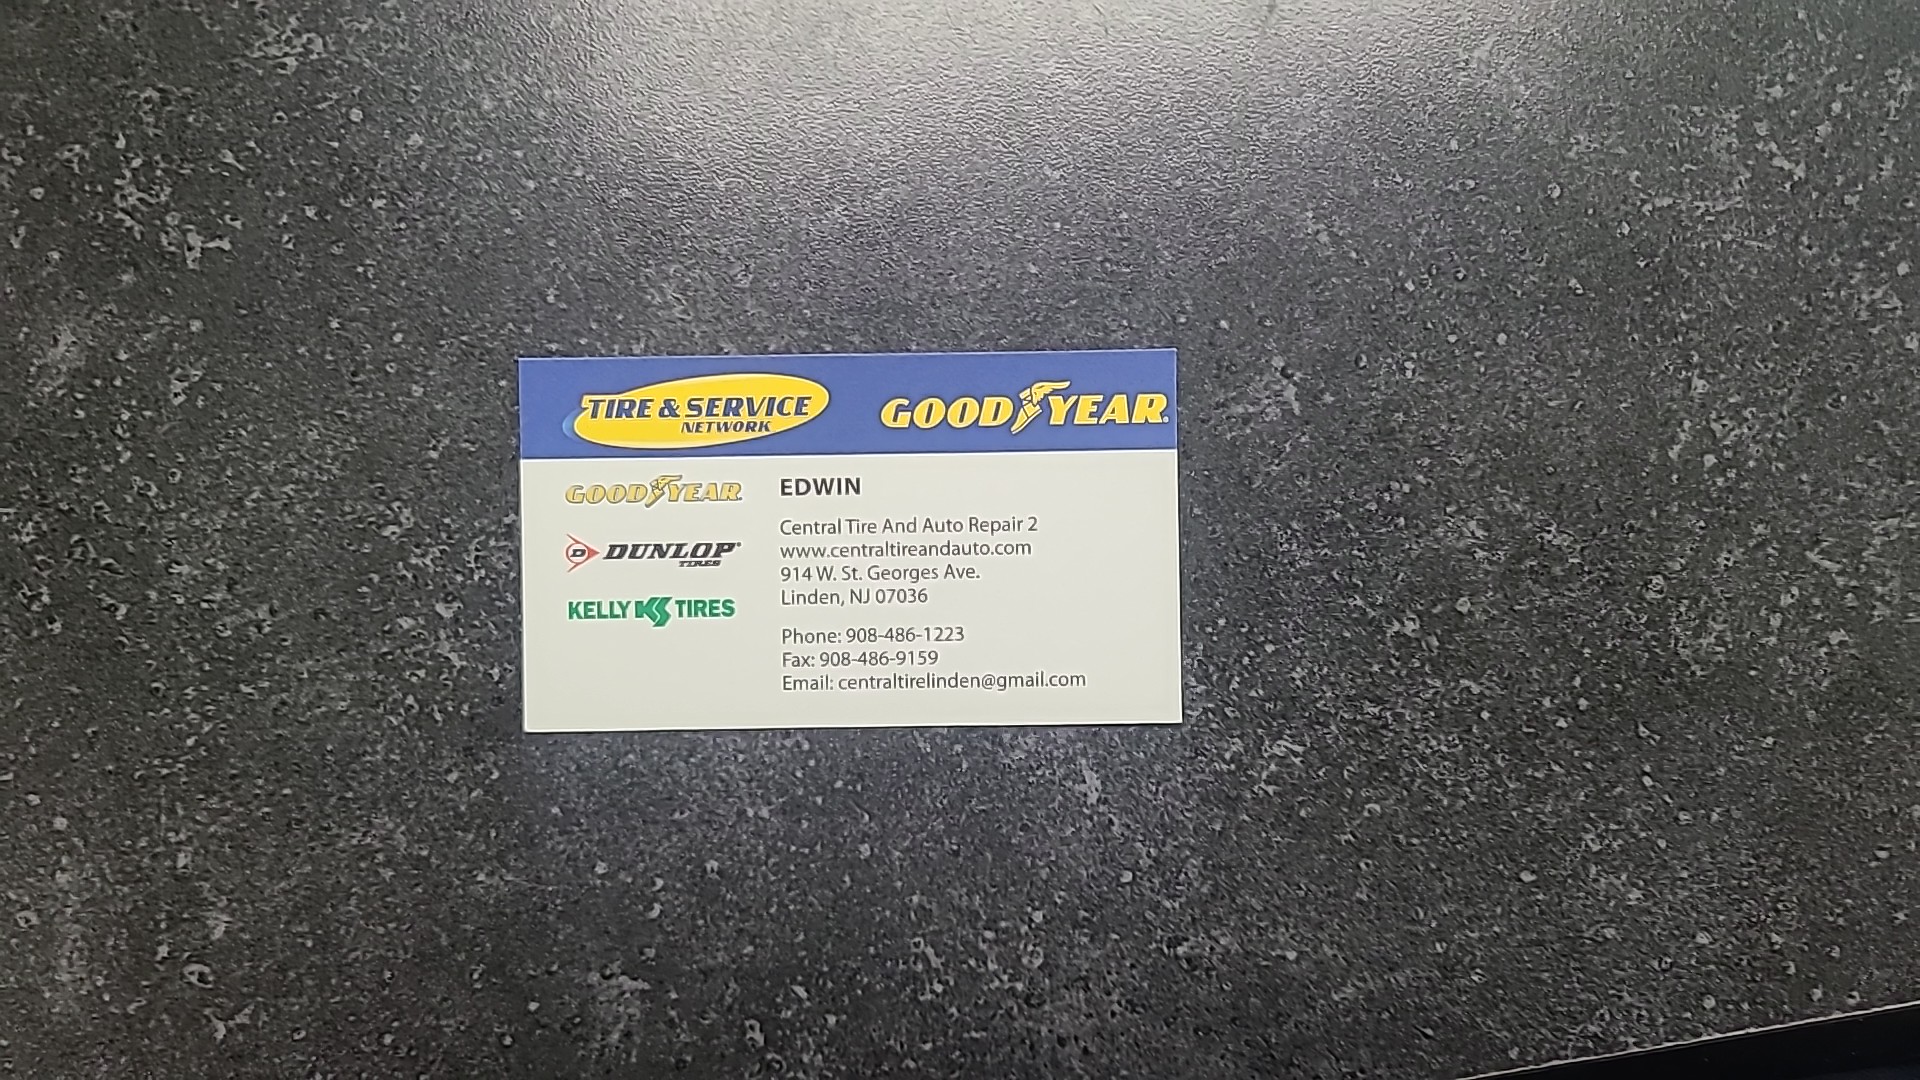 TIRE & SERVICE
NETWORK
GOODYEAR
GOODYEAR
DUNLOP
TIRES
KELLY TIRES
EDWIN
Central Tire And Auto Repair 2
www.centraltireandauto.com
914 W. St. Georges Ave.
Linden, NJ 07036
Phone: 908-486-1223
Fax: 908-486-9159
Email: centraltirelinden@gmail.com